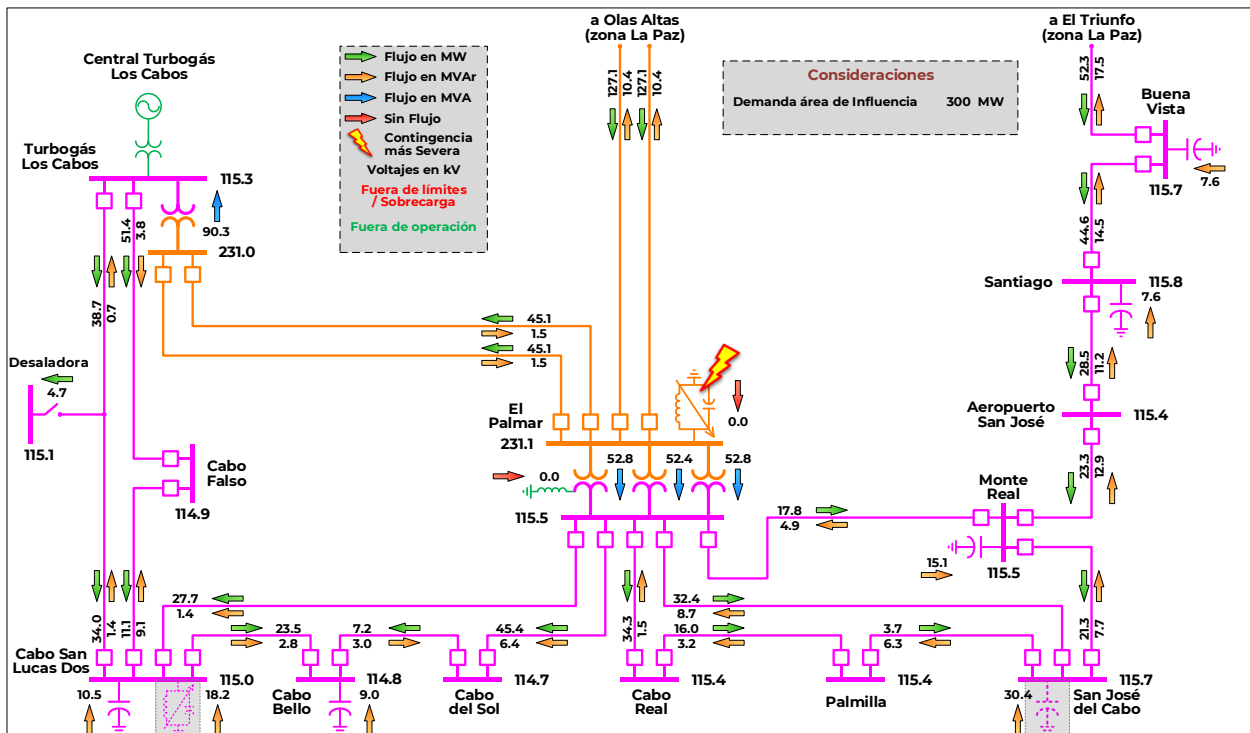 a Olas Altas
(zona La Paz)
a El Triunfo
(zona La Paz)
Central Turbogás
Los Cabos
Flujo en MW
Flujo en MVAr
Flujo en MVA
Sin Flujo
Contingencia
más Severa
Voltajes en kV
Fuera de límites
/ Sobrecarga
Fuera de operación
Consideraciones
Demanda área de Influencia 300 MW
127.1
10.4
127.1
10.4
52.3
17.5
Buena
Vista
7.6
115.7
Turbogás
Los Cabos
115.3
90.3
231.0
51.4
3.8
38.7
0.7
44.6
14.5
Santiago
115.8
7.6
45.1
1.5
45.1
1.5
Desaladora
4.7
115.1
28.5
11.2
El
Palmar
231.1
0.0
Aeropuerto
San José
115.4
Cabo
Falso
114.9
0.0
52.8
52.4
52.8
115.5
23.3
12.9
Monte
Real
17.8
4.9
15.1
115.5
34.0
1.4
11.1
9.1
27.7
1.4
34.3
1.5
32.4
8.7
21.3
7.7
23.5
2.8
7.2
3.0
45.4
6.4
16.0
3.2
3.7
6.3
Cabo San
Lucas Dos
115.0
10.5
18.2
Cabo
Bello
114.8
9.0
Cabo
del Sol
114.7
Cabo
Real
115.4
Palmilla
115.4
30.4
San José
del Cabo
115.7